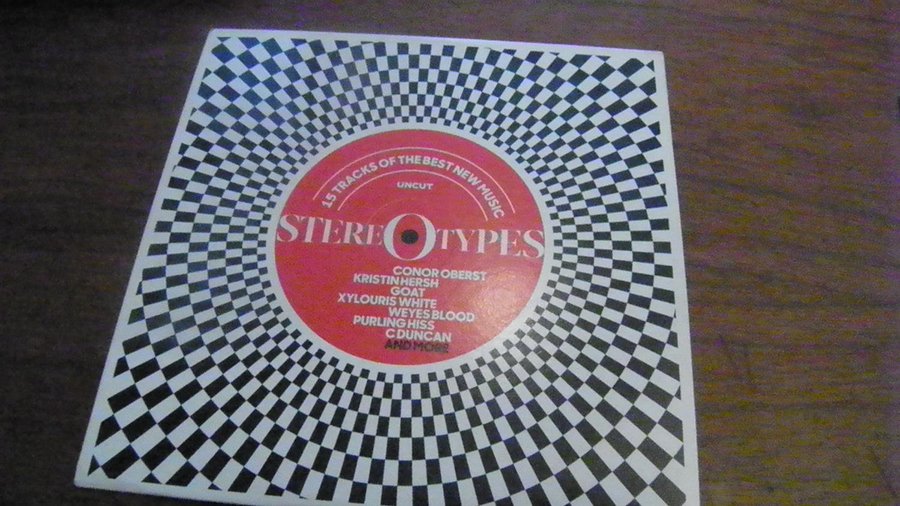 15 TRACKS OF THE BEST NEW MUSIC
UNCUT
STEREOTYPES
CONOR OBERST
KRISTIN HERSH
GOAT
XYLOURIS WHITE
WEYES BLOOD
PURLING HISS
C DUNCAN
AND MORE